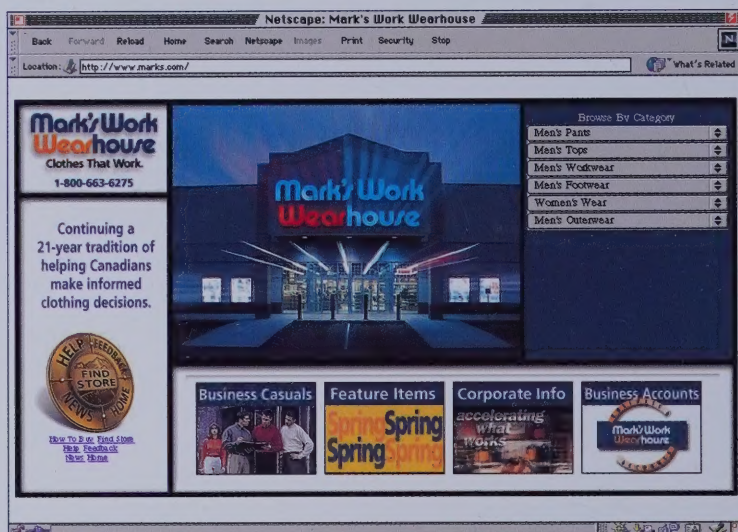 Netscape: Mark's Work Wearhouse
Back Forward Reload Home Search Netscape Images Print Security Stop
N
Location: http://www.marks.com/
What's Related
Mark's Work
Wearhouse
Clothes That Work.
1-800-663-6275
Continuing a
21-year tradition of
helping Canadians
make informed
clothing decisions.
HELP FEEDBACK
FIND
STORE
NEWS HOME
How To Buy Find Store
Help Feedback
News Home
Mark's Work
Wearhouse
Browse By Category
Men's Pants
Men's Tops
Men's Workwear
Men's Footwear
Women's Wear
Men's Outerwear
Business Casuals
Feature Items
Spring Spring
Spring Spring
Corporate Info
accelerating
what
works
Business Accounts
Mark's Work
Wearhouse